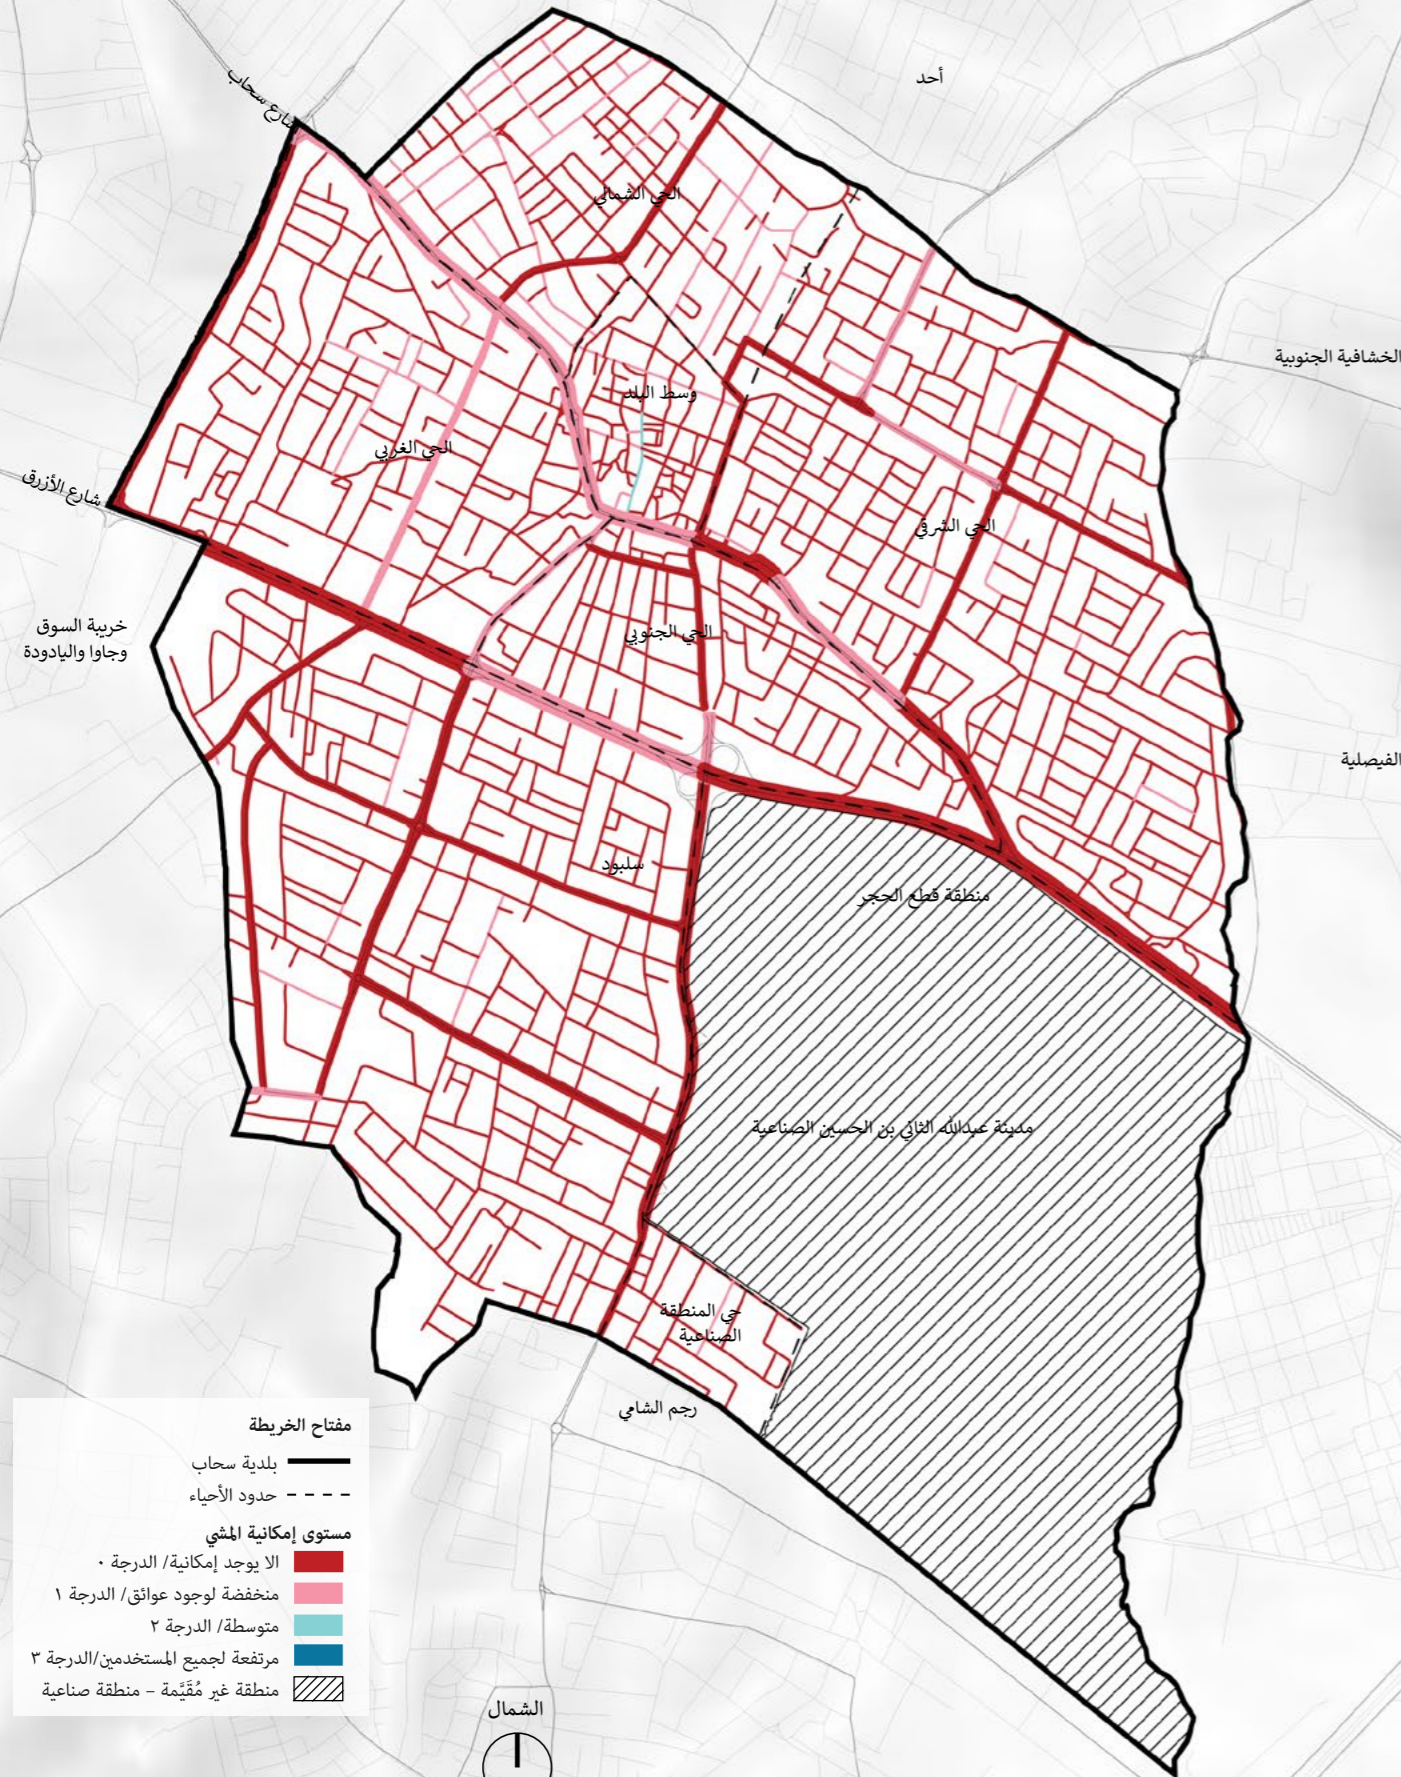 أحد
شارع سحاب
الحي الشمالي
الخشافية الجنوبية
وسط البلد
الحي الغربي
شارع الأزرق
الحي الشرقي
خريبة السوق
وجاوا واليادودة
الحي الجنوبي
الفيصلية
سلبود
منطقة قطع الحجر
مدينة عبدالله الثاني بن الحسين الصناعية
حي المنطقة
الصناعية
رجم الشامي
مفتاح الخريطة
بلدية سحاب
حدود الأحياء
مستوى إمكانية المشي
الا يوجد إمكانية/ الدرجة ٠
منخفضة لوجود عوائق/ الدرجة ١
متوسطة/ الدرجة ٢
مرتفعة لجميع المستخدمين/الدرجة ٣
منطقة غير مُقَيَّمة – منطقة صناعية
الشمال